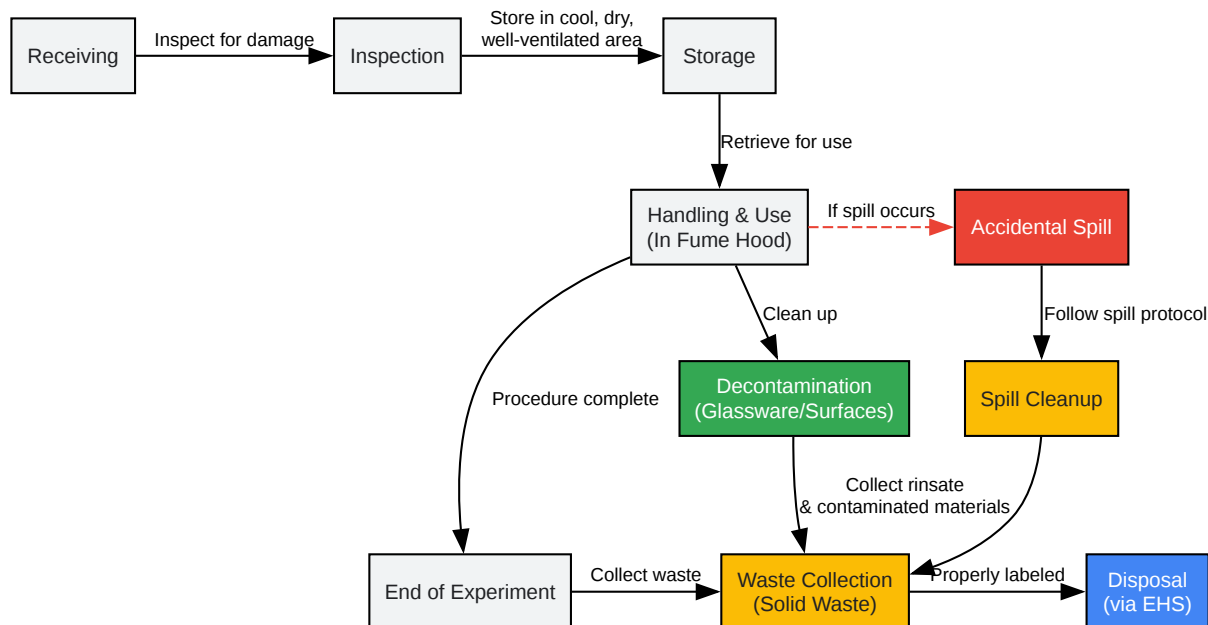 Receiving
Inspect for damage
Inspection
Store in cool, dry,
well-ventilated area
Storage
Retrieve for use
Handling & Use
(In Fume Hood)
If spill occurs
Accidental Spill
Clean up
Follow spill protocol
Procedure complete
Decontamination
(Glassware/Surfaces)
Spill Cleanup
Collect rinsate
& contaminated materials
End of Experiment
Collect waste
Waste Collection
(Solid Waste)
Properly labeled
Disposal
(via EHS)